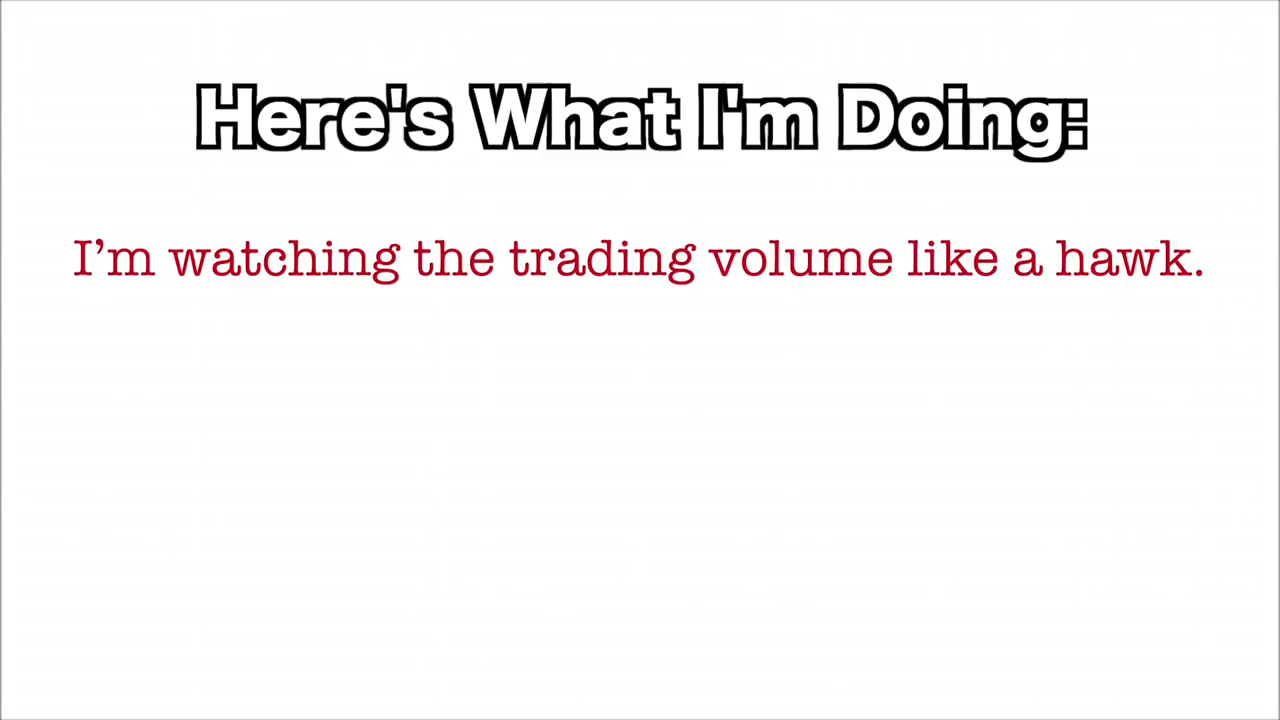 Here's What I'm Doing:
I’m watching the trading volume like a hawk.